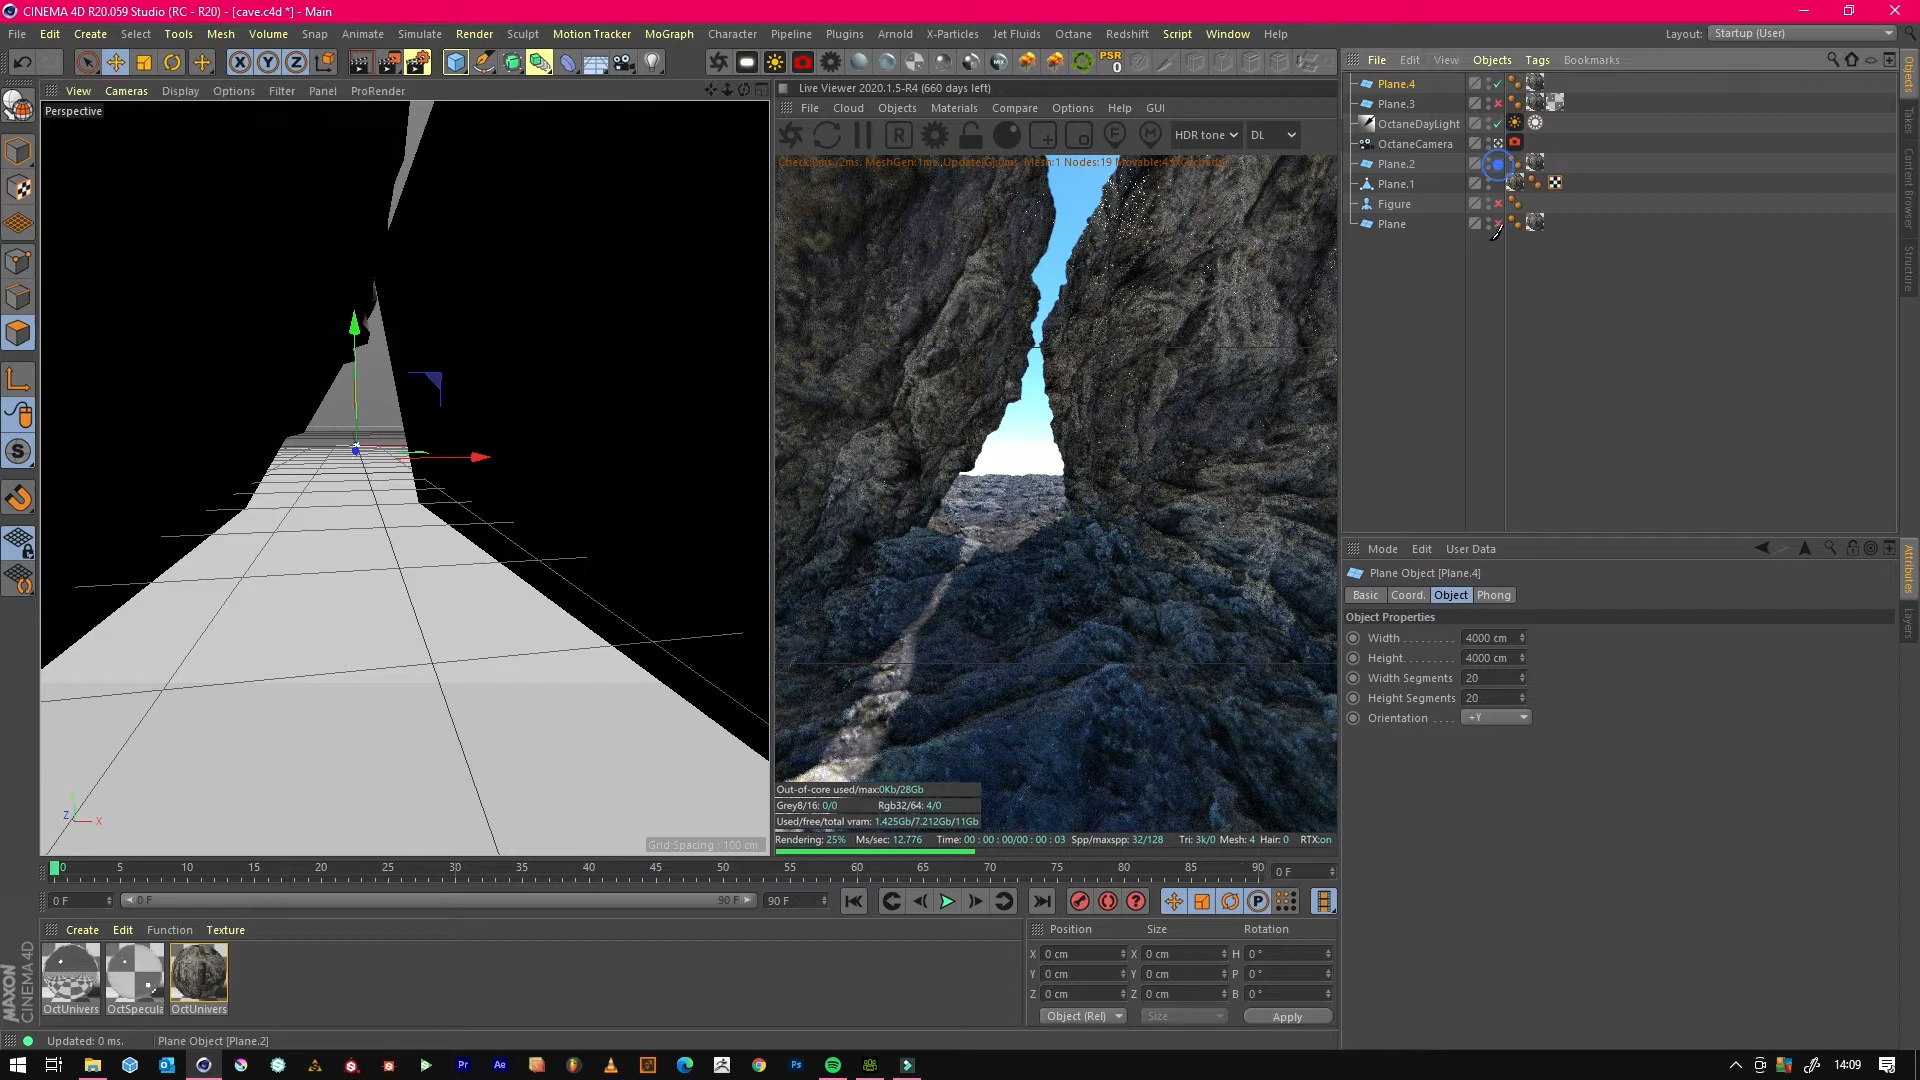 CINEMA 4D R20.059 Studio (RC - R20) - [cave.c4d *] - Main
File Edit Create Select Tools Mesh Volume Snap Animate Simulate Render Sculpt Motion Tracker MoGraph Character Pipeline Plugins Arnold X-Particles Jet Fluids Octane Redshift Script Window Help
Layout: Startup (User)
PSR
0
File Edit View Objects Tags Bookmarks
View Cameras Display Options Filter Panel ProRender
Perspective
Live Viewer 2020.1.5-R4 (660 days left)
File Cloud Objects Materials Compare Options Help GUI
HDR tone DL
Plane.4
Plane.3
OctaneDayLight
OctaneCamera
Plane.2
Plane.1
Figure
Plane
Objects
Takes
Content Browser
Structure
Mode Edit User Data
Plane Object [Plane.4]
Basic Coord. Object Phong
Object Properties
Width 4000 cm
Height 4000 cm
Width Segments 20
Height Segments 20
Orientation +Y
Attributes
Layers
Z X
Grid Spacing : 100 cm
Out-of-core used/max:0Kb/28Gb
Grey8/16: 0/0 Rgb32/64: 4/0
Used/free/total vram: 1.425Gb/7.212Gb/11Gb
Rendering: 25% Ms/sec: 12.776 Time: 00 : 00 : 00/00 : 00 : 03 Spp/maxspp: 32/128 Tri: 3k/0 Mesh: 4 Hair: 0 RTX:on
0 5 10 15 20 25 30 35 40 45 50 55 60 65 70 75 80 85 90
0 F
0 F 0 F 90 F 90 F
Create Edit Function Texture
OctUnivers OctSpecula OctUnivers
Position Size Rotation
X 0 cm X 0 cm H 0 °
Y 0 cm Y 0 cm P 0 °
Z 0 cm Z 0 cm B 0 °
Object (Rel) Size Apply
MAXON
CINEMA 4D
Updated: 0 ms. Plane Object [Plane.2]
14:09